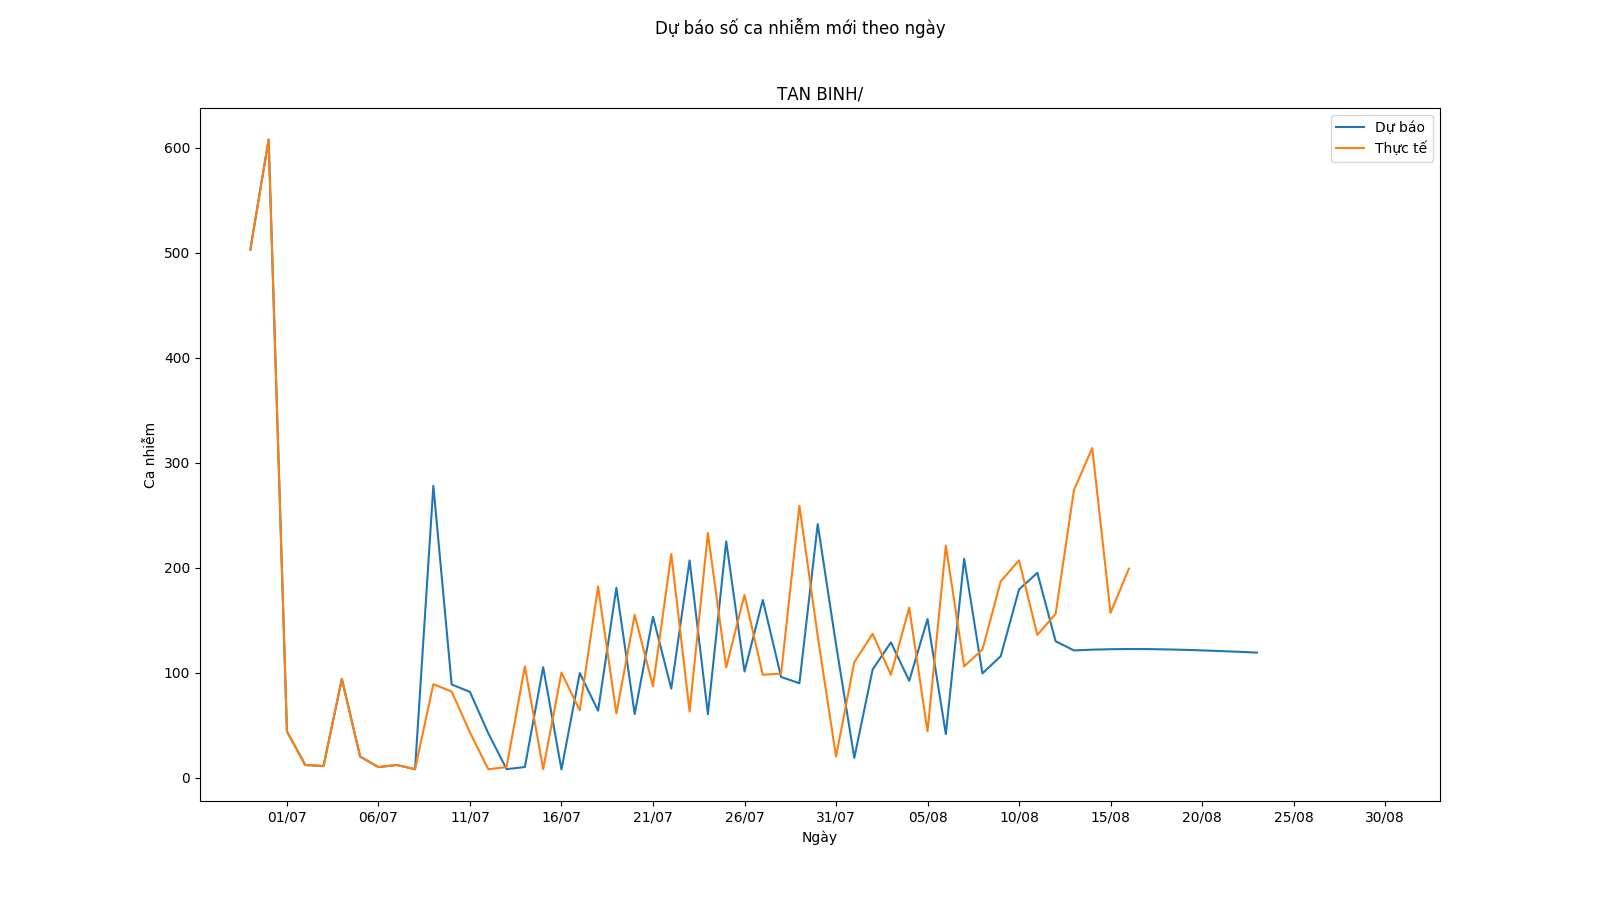 Dự báo số ca nhiễm mới theo ngày
TAN BINH/
Dự báo
Thực tế
600
500
400
300
200
100
0
Ca nhiễm
01/07 06/07 11/07 16/07 21/07 26/07 31/07 05/08 10/08 15/08 20/08 25/08 30/08
Ngày